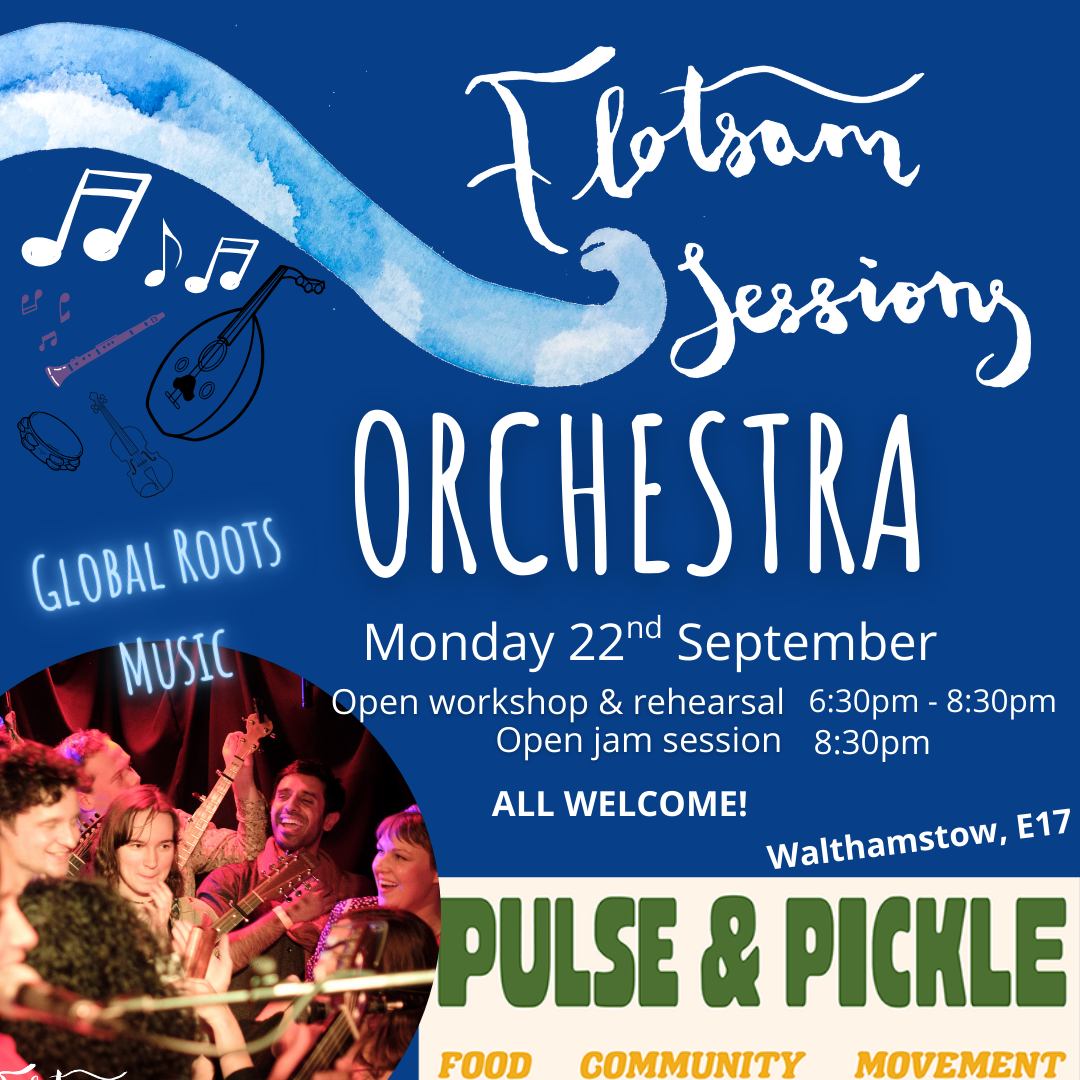 Flotsam
Sessions
ORCHESTRA
GLOBAL ROOTS
MUSIC
Monday 22nd September
Open workshop & rehearsal 6:30pm - 8:30pm
Open jam session 8:30pm
ALL WELCOME!
Walthamstow, E17
PULSE & PICKLE
FOOD COMMUNITY MOVEMENT